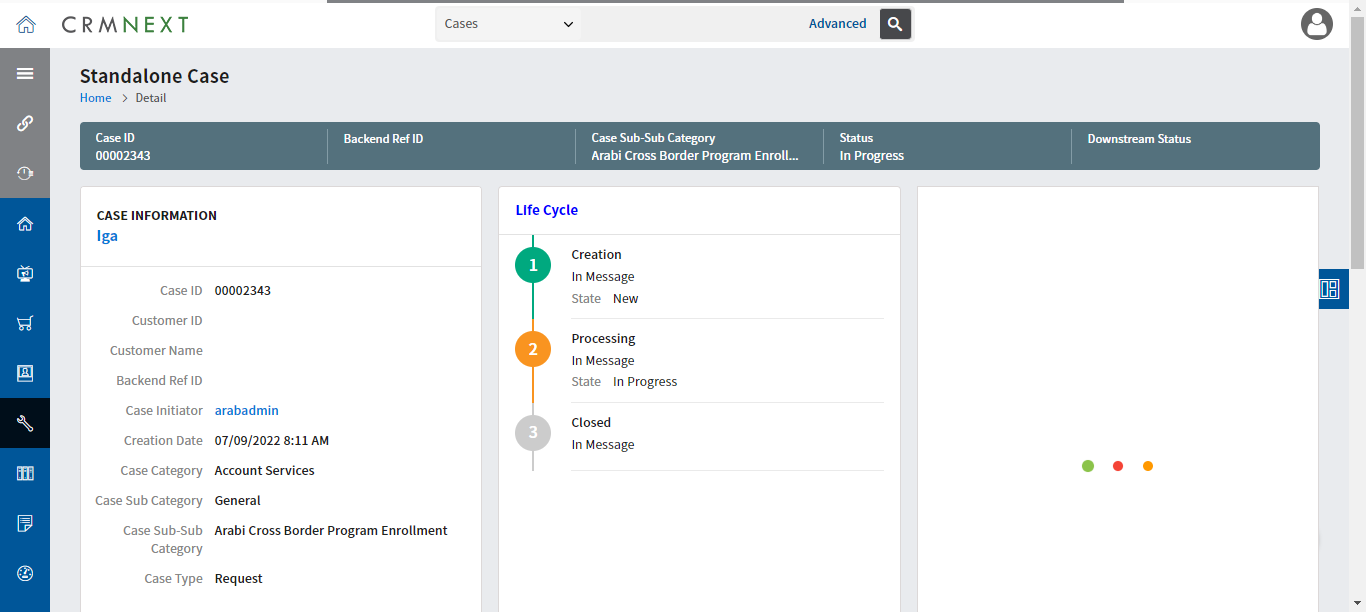 CRMNEXT
Cases
Advanced
Standalone Case
Home > Detail
Case ID
00002343
Backend Ref ID
Case Sub-Sub Category
Arabi Cross Border Program Enroll...
Status
In Progress
Downstream Status
CASE INFORMATION
Iga
Case ID 00002343
Customer ID
Customer Name
Backend Ref ID
Case Initiator arabadmin
Creation Date 07/09/2022 8:11 AM
Case Category Account Services
Case Sub Category General
Case Sub-Sub Arabi Cross Border Program Enrollment
Category
Case Type Request
LIfe Cycle
1 Creation
In Message
State New
2 Processing
In Message
State In Progress
3 Closed
In Message